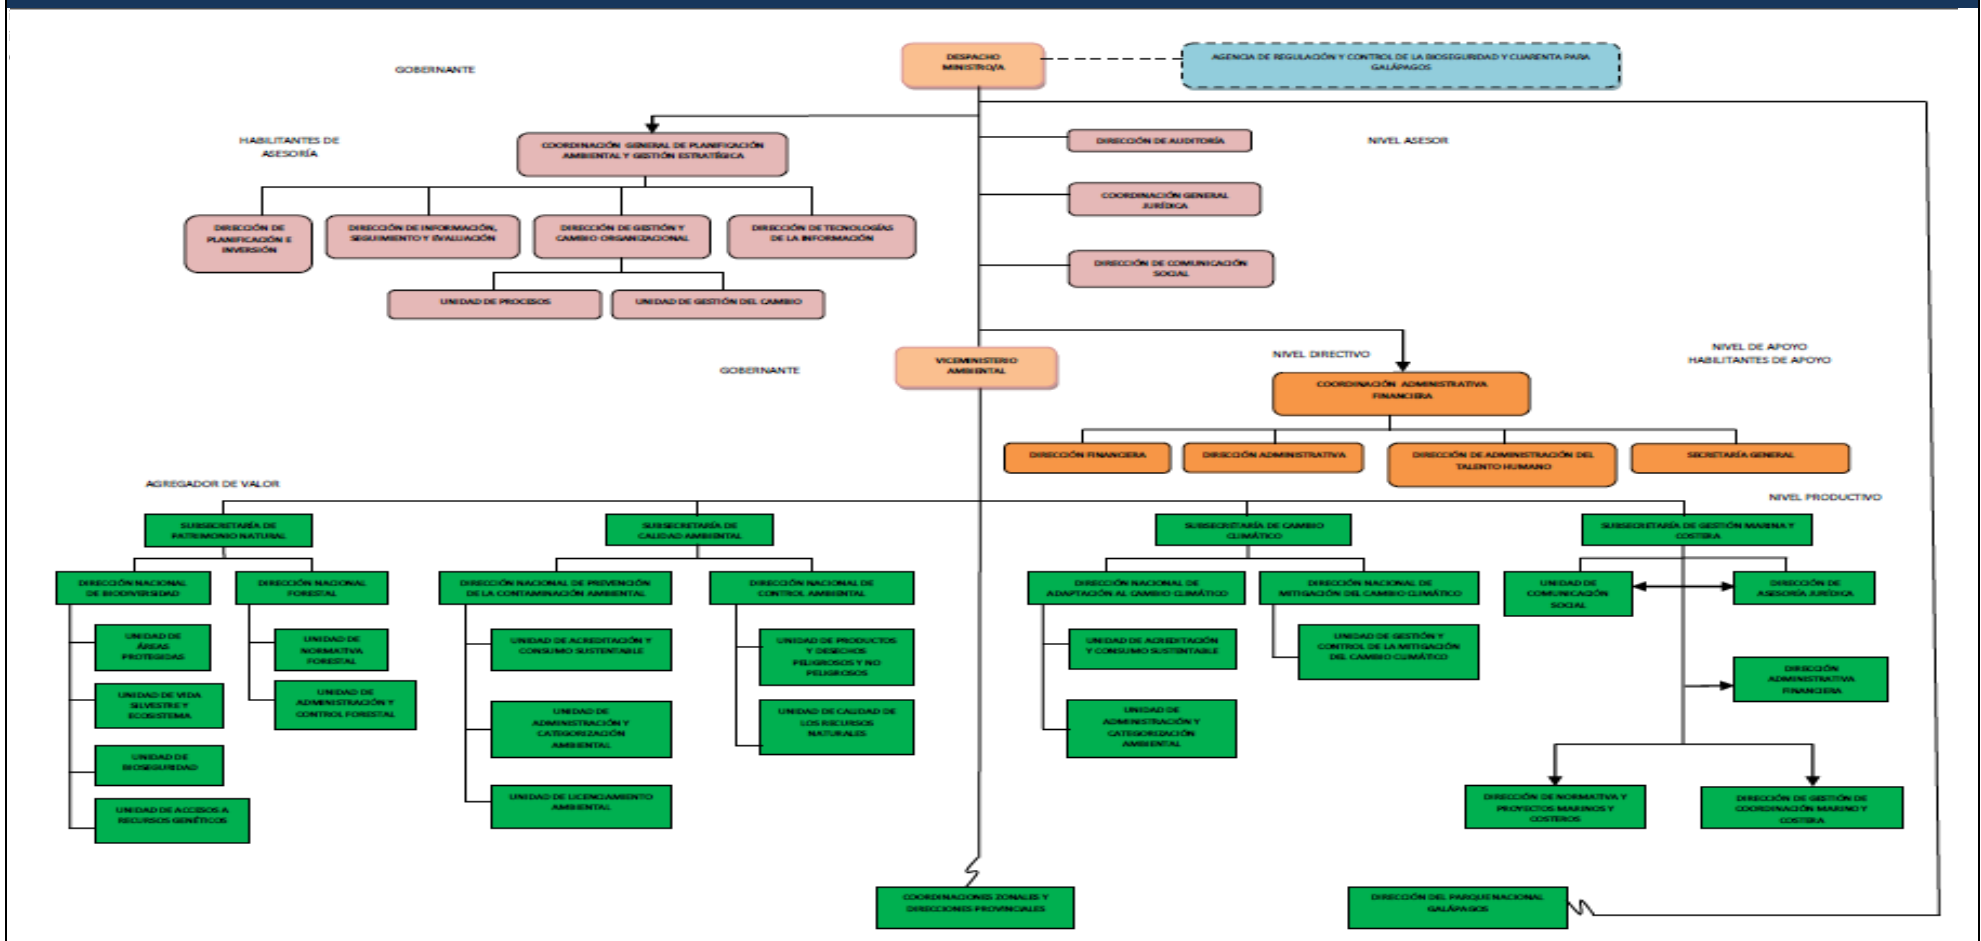 DESPACHO
MINISTRO/A
AGENCIA DE REGULACIÓN Y CONTROL DE LA BIOSEGURIDAD Y CUARENTA PARA
GALÁPAGOS
GOBERNANTE
HABILITANTES DE
ASESORÍA
COORDINACIÓN GENERAL DE PLANIFICACIÓN
AMBIENTAL Y GESTIÓN ESTRATÉGICA
DIRECCIÓN DE AUDITORÍA
NIVEL ASESOR
COORDINACIÓN GENERAL
JURÍDICA
DIRECCIÓN DE
PLANIFICACIÓN E
INVERSIÓN
DIRECCIÓN DE INFORMACIÓN,
SEGUIMIENTO Y EVALUACIÓN
DIRECCIÓN DE GESTIÓN Y
CAMBIO ORGANIZACIONAL
DIRECCIÓN DE TECNOLOGÍAS
DE LA INFORMACIÓN
DIRECCIÓN DE COMUNICACIÓN
SOCIAL
UNIDAD DE PROCESOS
UNIDAD DE GESTIÓN DEL CAMBIO
VICEMINISTERIO
AMBIENTAL
GOBERNANTE
NIVEL DIRECTIVO
NIVEL DE APOYO
HABILITANTES DE APOYO
COORDINACIÓN ADMINISTRATIVA
FINANCIERA
DIRECCIÓN FINANCIERA
DIRECCIÓN ADMINISTRATIVA
DIRECCIÓN DE ADMINISTRACIÓN DEL
TALENTO HUMANO
SECRETARÍA GENERAL
AGREGADOR DE VALOR
NIVEL PRODUCTIVO
SUBSECRETARÍA DE
PATRIMONIO NATURAL
SUBSECRETARÍA DE
CALIDAD AMBIENTAL
SUBSECRETARÍA DE CAMBIO
CLIMÁTICO
SUBSECRETARÍA DE GESTIÓN MARINA Y
COSTERA
DIRECCIÓN NACIONAL
DE BIODIVERSIDAD
DIRECCIÓN NACIONAL
FORESTAL
DIRECCIÓN NACIONAL DE PREVENCIÓN
DE LA CONTAMINACIÓN AMBIENTAL
DIRECCIÓN NACIONAL DE
CONTROL AMBIENTAL
DIRECCIÓN NACIONAL DE
ADAPTACIÓN AL CAMBIO CLIMÁTICO
DIRECCIÓN NACIONAL DE
MITIGACIÓN DEL CAMBIO CLIMÁTICO
UNIDAD DE
COMUNICACIÓN
SOCIAL
DIRECCIÓN DE
ASESORÍA JURÍDICA
UNIDAD DE
ÁREAS
PROTEGIDAS
UNIDAD DE
NORMATIVA
FORESTAL
UNIDAD DE ACREDITACIÓN Y
CONSUMO SUSTENTABLE
UNIDAD DE PRODUCTOS
Y DESECHOS
PELIGROSOS Y NO
PELIGROSOS
UNIDAD DE ACREDITACIÓN
Y CONSUMO SUSTENTABLE
UNIDAD DE GESTIÓN Y
CONTROL DE LA MITIGACIÓN
DEL CAMBIO CLIMÁTICO
DIRECCIÓN
ADMINISTRATIVA
FINANCIERA
UNIDAD DE VIDA
SILVESTRE Y
ECOSISTEMA
UNIDAD DE
ADMINISTRACIÓN Y
CONTROL FORESTAL
UNIDAD DE
ADMINISTRACIÓN Y
CATEGORIZACIÓN
AMBIENTAL
UNIDAD DE CALIDAD DE
LOS RECURSOS
NATURALES
UNIDAD DE
ADMINISTRACIÓN Y
CATEGORIZACIÓN
AMBIENTAL
UNIDAD DE
BIOSEGURIDAD
UNIDAD DE ACCESOS A
RECURSOS GENÉTICOS
UNIDAD DE LICENCIAMIENTO
AMBIENTAL
DIRECCIÓN DE NORMATIVA Y
PROYECTOS MARINOS Y
COSTEROS
DIRECCIÓN DE GESTIÓN DE
COORDINACIÓN MARINO Y
COSTERA
COORDINACIONES ZONALES Y
DIRECCIONES PROVINCIALES
DIRECCIÓN DEL PARQUE NACIONAL
GALÁPAGOS